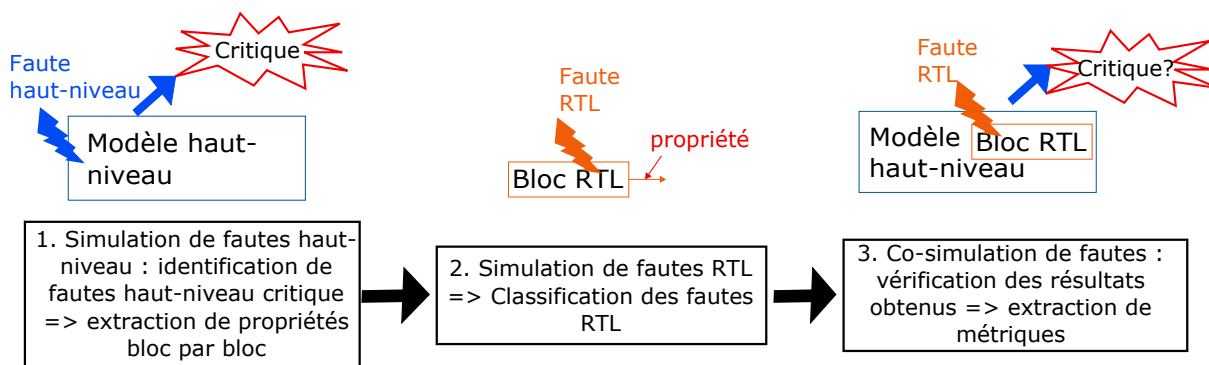 Critique
Faute
haut-niveau
Modèle haut-
niveau
Faute
RTL
propriété
Bloc RTL
Faute
RTL
Critique?
Modèle
haut-niveau
Bloc RTL
1. Simulation de fautes haut-
niveau : identification de
fautes haut-niveau critique
=> extraction de propriétés
bloc par bloc
2. Simulation de fautes RTL
=> Classification des fautes
RTL
3. Co-simulation de fautes :
vérification des résultats
obtenus => extraction de
métriques